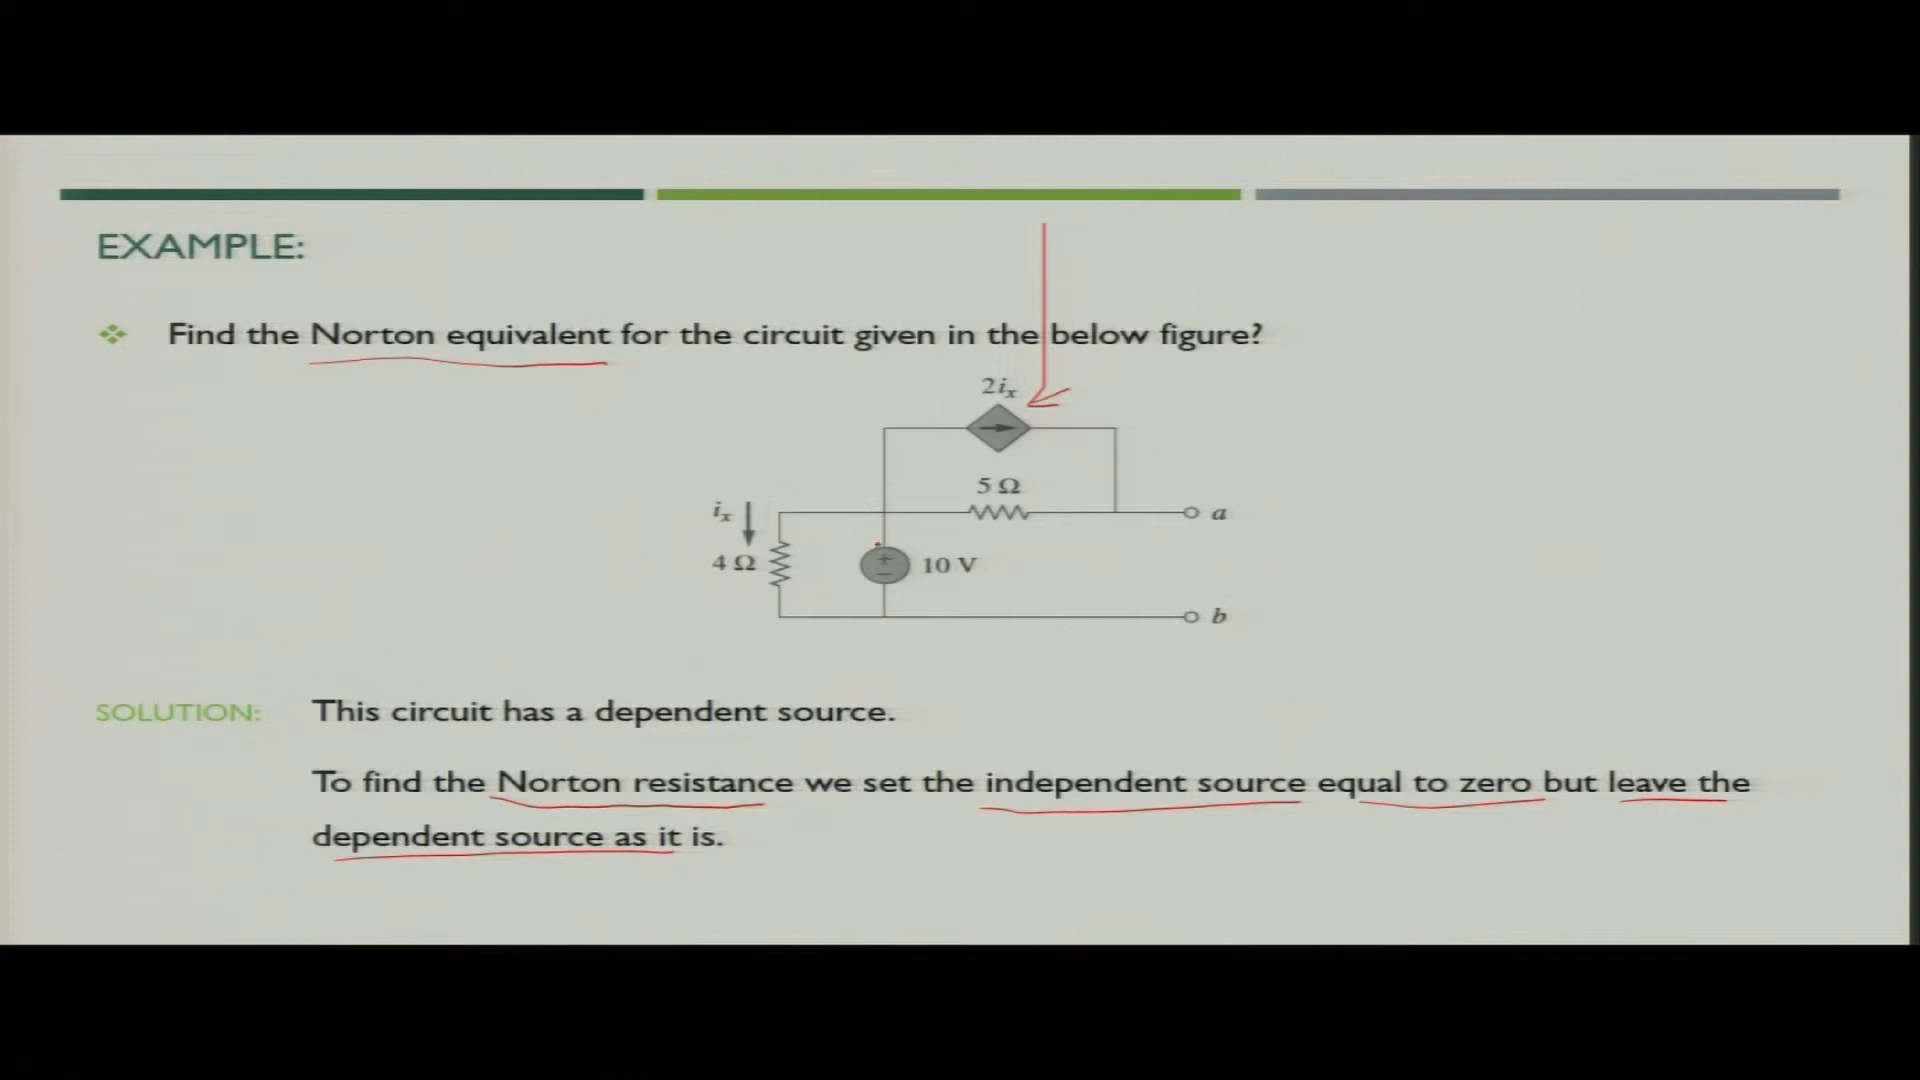 EXAMPLE:
Find the Norton equivalent for the circuit given in the below figure?
2iₓ
5 Ω
iₓ
a
4 Ω
+
10 V
−
b
SOLUTION: This circuit has a dependent source.
To find the Norton resistance we set the independent source equal to zero but leave the
dependent source as it is.